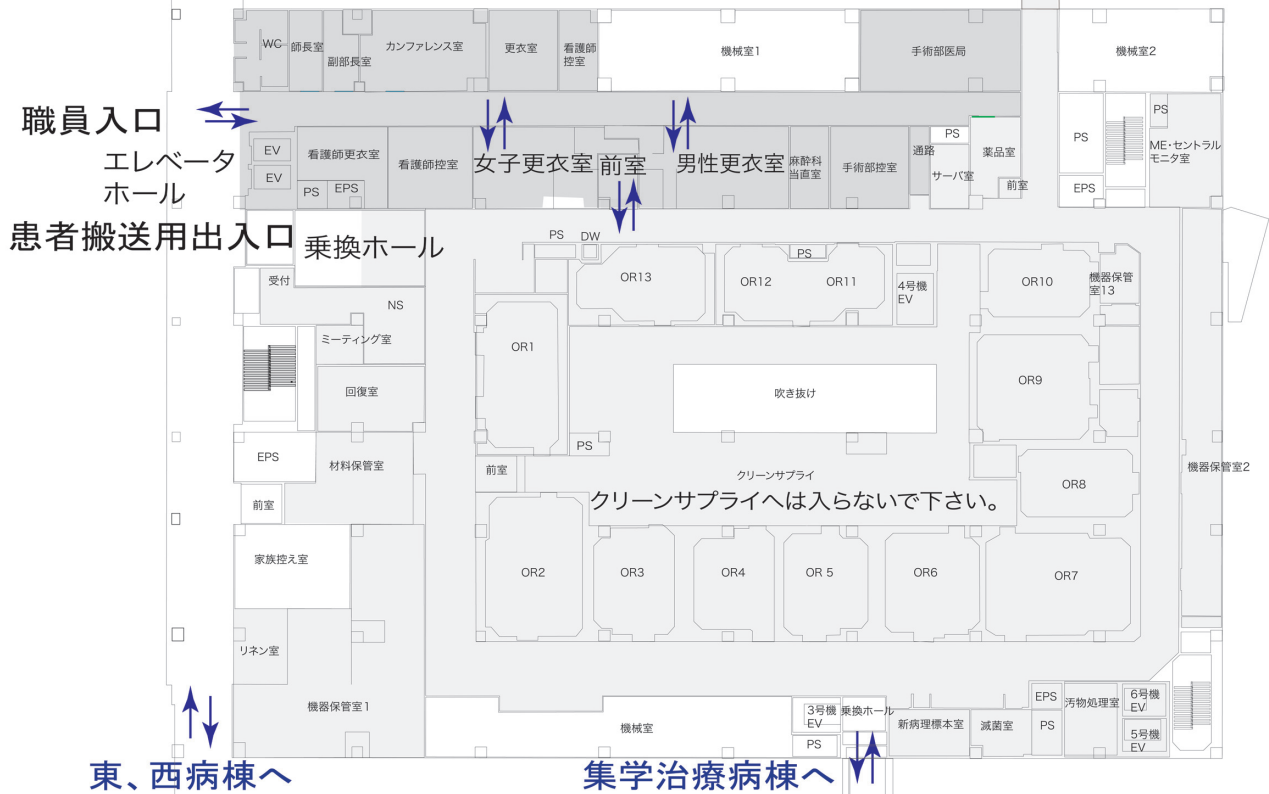 WC
師長室
副部長室
カンファレンス室
更衣室
看護師
控室
機械室1
手術部医局
機械室2
職員入口
エレベータ
ホール
患者搬送用出入口
EV
EV
看護師更衣室
PS
EPS
看護師控室
女子更衣室
前室
男性更衣室
麻酔科
当直室
手術部控室
通路
PS
サーバ室
薬品室
前室
PS
EPS
PS
ME・セントラル
モニタ室
乗換ホール
受付
NS
ミーティング室
回復室
PS
DW
OR13
OR12
PS
OR11
4号機
EV
OR10
機器保管
室13
OR1
OR9
吹き抜け
EPS
材料保管室
前室
PS
前室
クリーンサプライ
クリーンサプライへは入らないで下さい。
OR8
機器保管室2
家族控え室
OR2
OR3
OR4
OR 5
OR6
OR7
リネン室
機器保管室1
機械室
3号機
EV
PS
乗換ホール
新病理標本室
滅菌室
EPS
PS
汚物処理室
6号機
EV
5号機
EV
東、西病棟へ
集学治療病棟へ